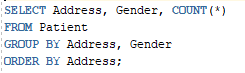 SELECT Address, Gender, COUNT(*)
FROM Patient
GROUP BY Address, Gender
ORDER BY Address;